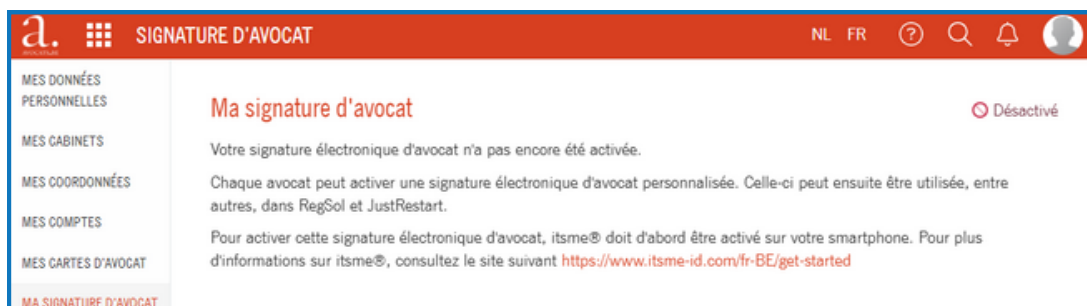 a.
SIGNATURE D'AVOCAT
NL FR
?
MES DONNÉES
PERSONNELLES
MES CABINETS
MES COORDONNÉES
MES COMPTES
MES CARTES D'AVOCAT
MA SIGNATURE D'AVOCAT
Ma signature d'avocat
Désactivé
Votre signature électronique d'avocat n'a pas encore été activée.
Chaque avocat peut activer une signature électronique d'avocat personnalisée. Celle-ci peut ensuite être utilisée, entre
autres, dans RegSol et JustRestart.
Pour activer cette signature électronique d'avocat, itsme® doit d'abord être activé sur votre smartphone. Pour plus
d'informations sur itsme®, consultez le site suivant https://www.itsme-id.com/fr-BE/get-started